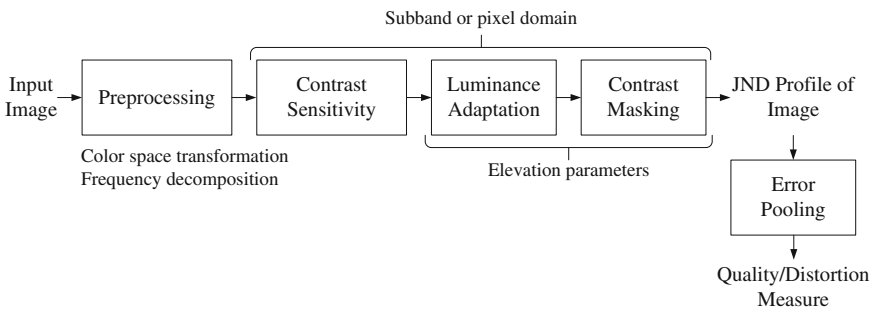 Subband or pixel domain
Input
Image
Preprocessing
Contrast
Sensitivity
Luminance
Adaptation
Contrast
Masking
JND Profile of
Image
Color space transformation
Frequency decomposition
Elevation parameters
Error
Pooling
Quality/Distortion
Measure